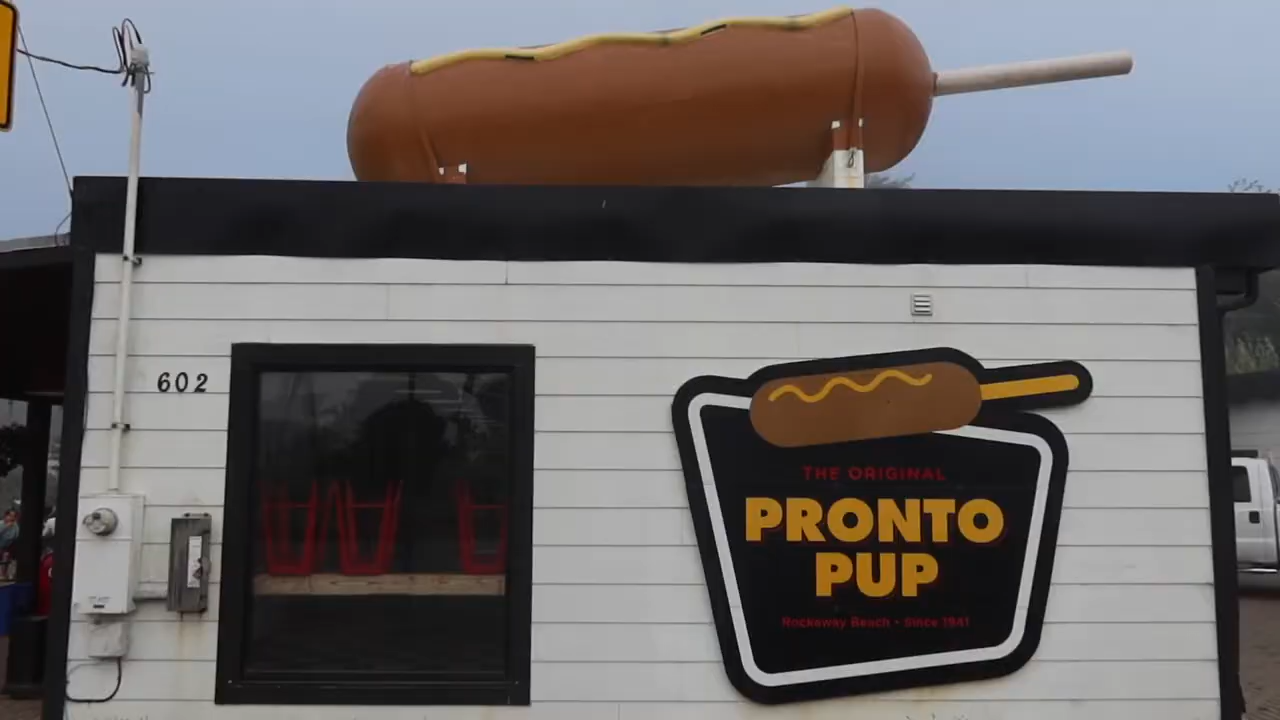 602
THE ORIGINAL
PRONTO
PUP
Rockaway Beach • Since 1941